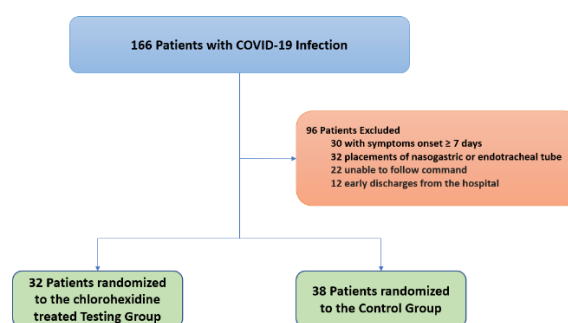 166 Patients with COVID-19 Infection
96 Patients Excluded
30 with symptoms onset ≥ 7 days
32 placements of nasogastric or endotracheal tube
22 unable to follow command
12 early discharges from the hospital
32 Patients randomized
to the chlorohexidine
treated Testing Group
38 Patients randomized
to the Control Group